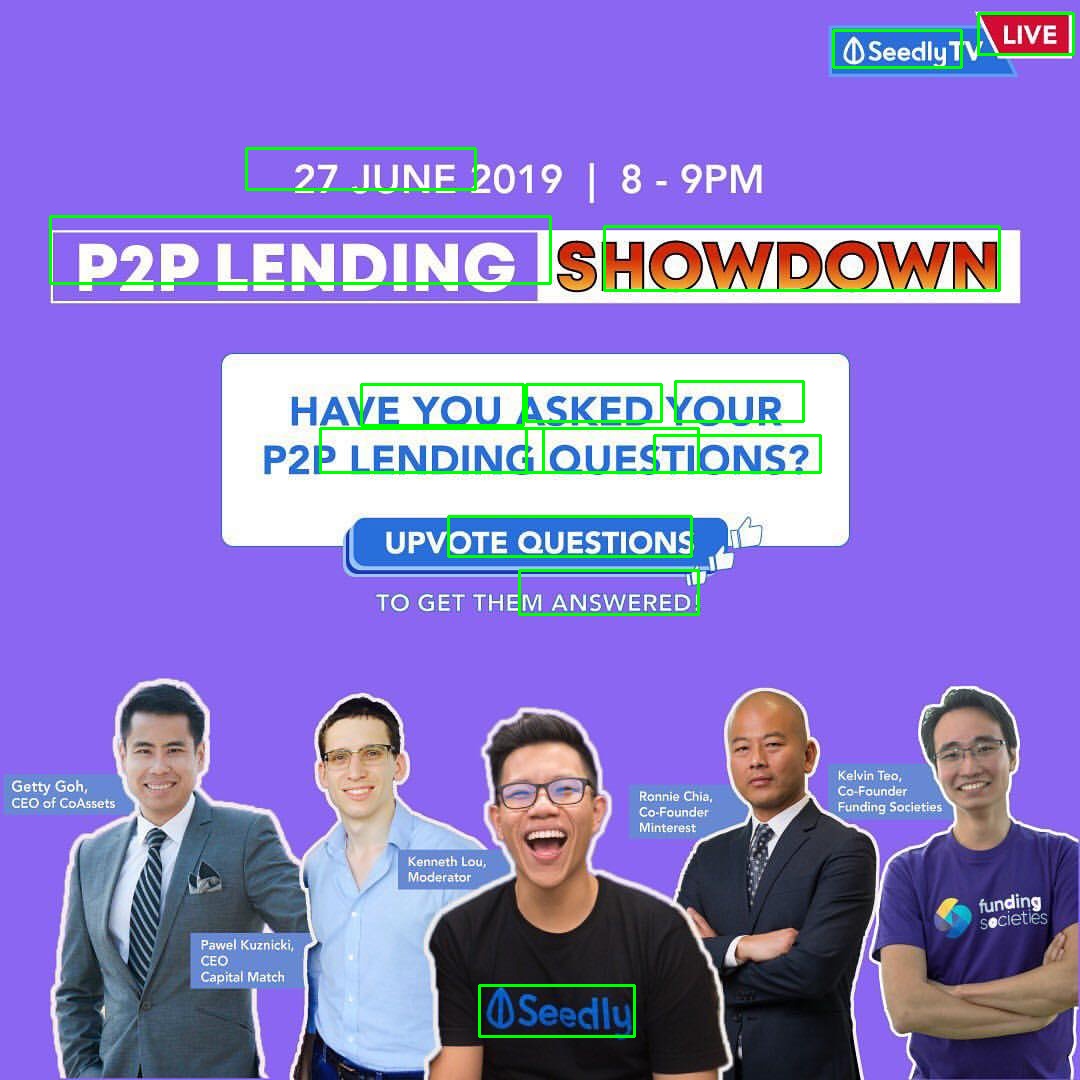 SeedlyTV LIVE
27 JUNE 2019 | 8 - 9PM
P2P LENDING SHOWDOWN
HAVE YOU ASKED YOUR
P2P LENDING QUESTIONS?
UPVOTE QUESTIONS
TO GET THEM ANSWERED!
Getty Goh,
CEO of CoAssets
Pawel Kuznicki,
CEO
Capital Match
Kenneth Lou,
Moderator
Ronnie Chia,
Co-Founder
Minterest
Kelvin Teo,
Co-Founder
Funding Societies
funding
societies
Seedly